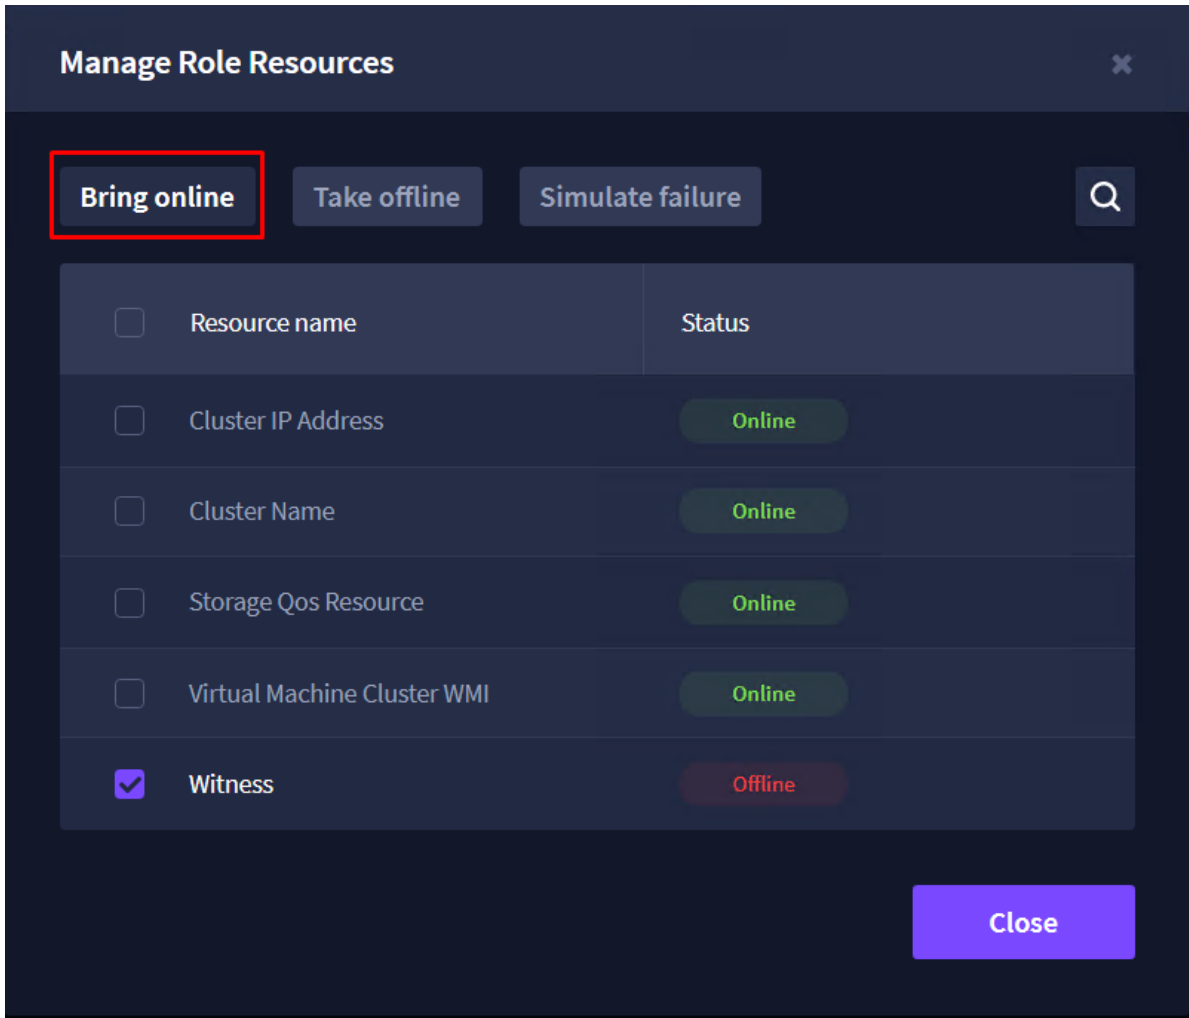 Manage Role Resources
Bring online Take offline Simulate failure
Resource name Status
Cluster IP Address Online
Cluster Name Online
Storage Qos Resource Online
Virtual Machine Cluster WMI Online
Witness Offline
Close